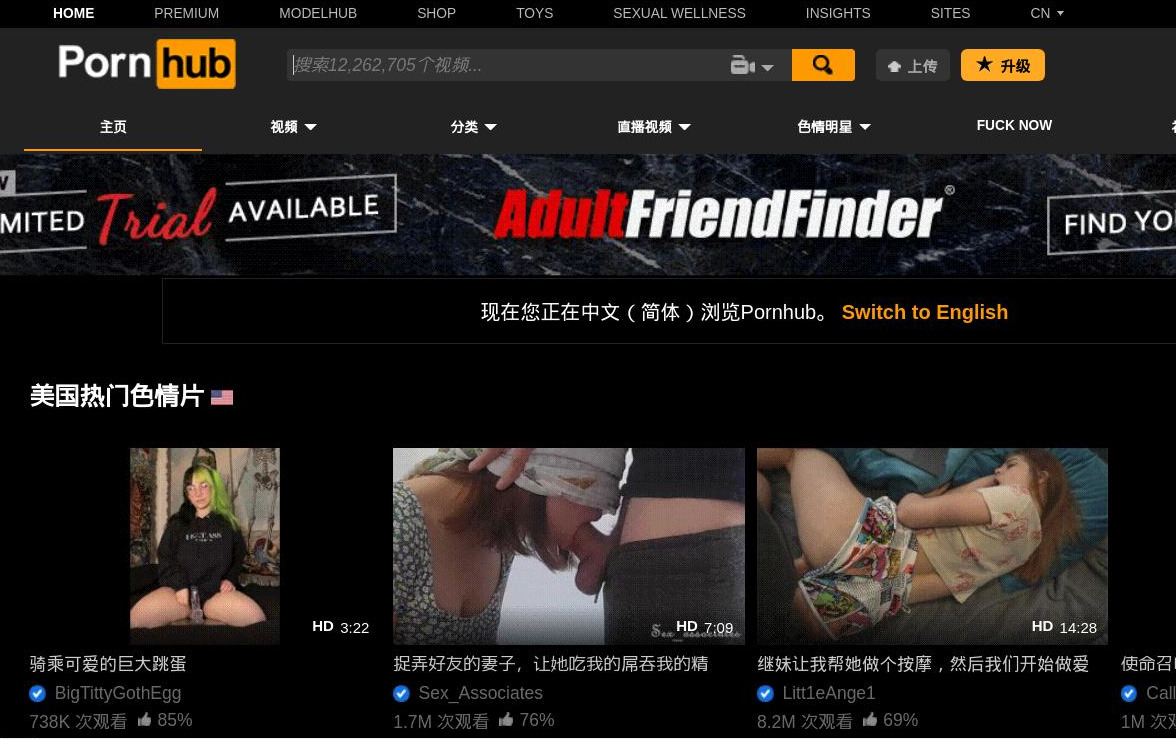 HOME PREMIUM MODELHUB SHOP TOYS SEXUAL WELLNESS INSIGHTS SITES CN
Pornhub
搜索12,262,705个视频...
上传
升级
主页 视频 分类 直播视频 色情明星 FUCK NOW
MITED Trial AVAILABLE
AdultFriendFinder®
FIND YO
现在您正在中文（简体）浏览Pornhub。 Switch to English
美国热门色情片
HD 3:22
HD 7:09
HD 14:28
骑乘可爱的巨大跳蛋
BigTittyGothEgg
738K 次观看 85%
捉弄好友的妻子，让她吃我的屌吞我的精
Sex_Associates
1.7M 次观看 76%
继妹让我帮她做个按摩，然后我们开始做爱
Litt1eAnge1
8.2M 次观看 69%
使命召
Call
1M 次